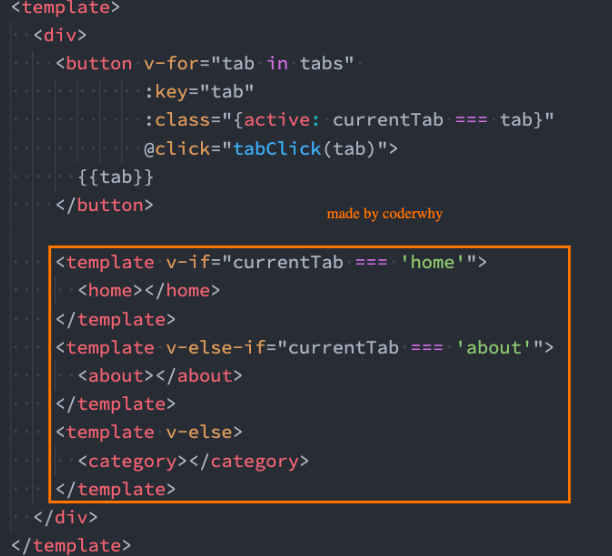 <template>
<div>
<button v-for="tab in tabs"
:key="tab"
:class="{active: currentTab === tab}"
@click="tabClick(tab)">
{{tab}}
</button>
made by coderwhy
<template v-if="currentTab === 'home'">
<home></home>
</template>
<template v-else-if="currentTab === 'about'">
<about></about>
</template>
<template v-else>
<category></category>
</template>
</div>
</template>